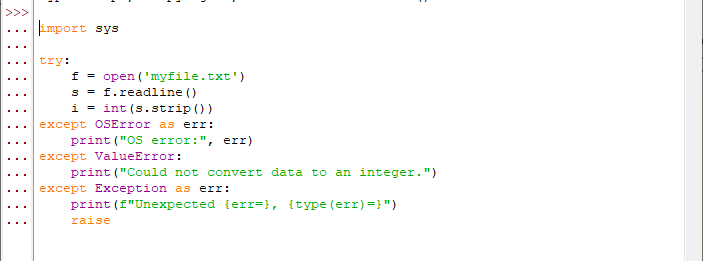 >>>
... import sys
...
... try:
...     f = open('myfile.txt')
...     s = f.readline()
...     i = int(s.strip())
... except OSError as err:
...     print("OS error:", err)
... except ValueError:
...     print("Could not convert data to an integer.")
... except Exception as err:
...     print(f"Unexpected {err=}, {type(err)=}")
...     raise